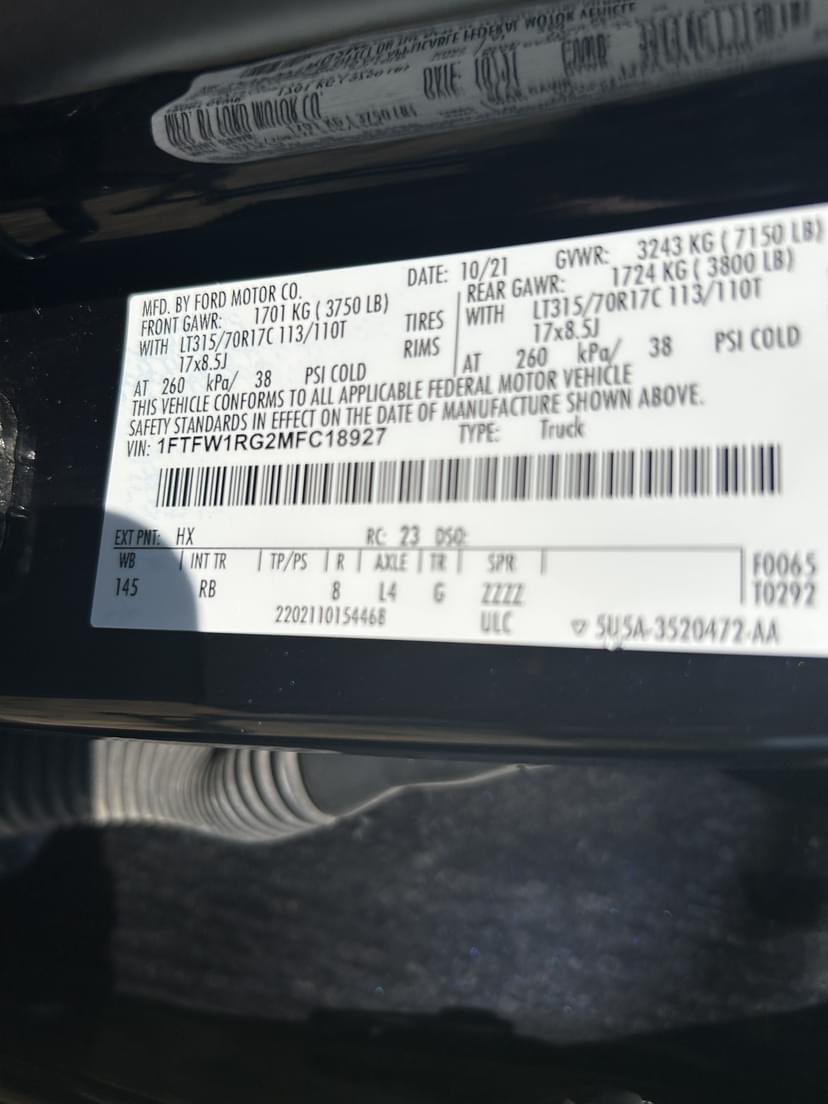 MFD. BY FORD MOTOR CO.
DATE: 10/21
GVWR: 3243 KG ( 7150 LB)
FRONT GAWR: 1701 KG ( 3750 LB)
REAR GAWR: 1724 KG ( 3800 LB)
WITH LT315/70R17C 113/110T
TIRES
WITH LT315/70R17C 113/110T
17x8.5J
RIMS
17x8.5J
AT 260 kPa/ 38 PSI COLD
AT 260 kPa/ 38 PSI COLD
THIS VEHICLE CONFORMS TO ALL APPLICABLE FEDERAL MOTOR VEHICLE
SAFETY STANDARDS IN EFFECT ON THE DATE OF MANUFACTURE SHOWN ABOVE.
VIN: 1FTFW1RG2MFC18927 TYPE: Truck
EXT PNT: HX RC: 23 DSO:
WB INT TR TP/PS R AXLE TR SPR F0065
145 RB 8 L4 G ZZZZ T0292
2202110154468 ULC ▽ 5U5A-3520472-AA